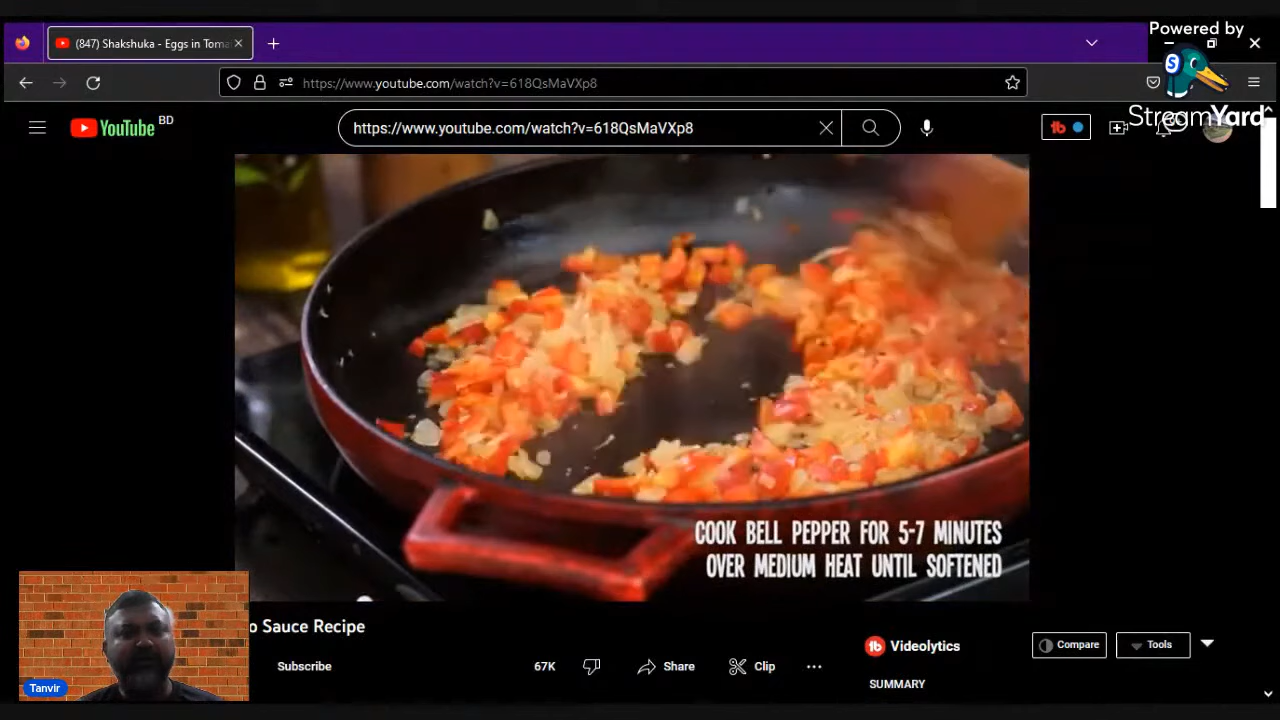 Powered by
StreamYard
(847) Shakshuka - Eggs in Toma
https://www.youtube.com/watch?v=618QsMaVXp8
YouTube BD
https://www.youtube.com/watch?v=618QsMaVXp8
COOK BELL PEPPER FOR 5-7 MINUTES
OVER MEDIUM HEAT UNTIL SOFTENED
o Sauce Recipe
Subscribe
67K
Share
Clip
Videolytics
Compare
Tools
SUMMARY
Tanvir